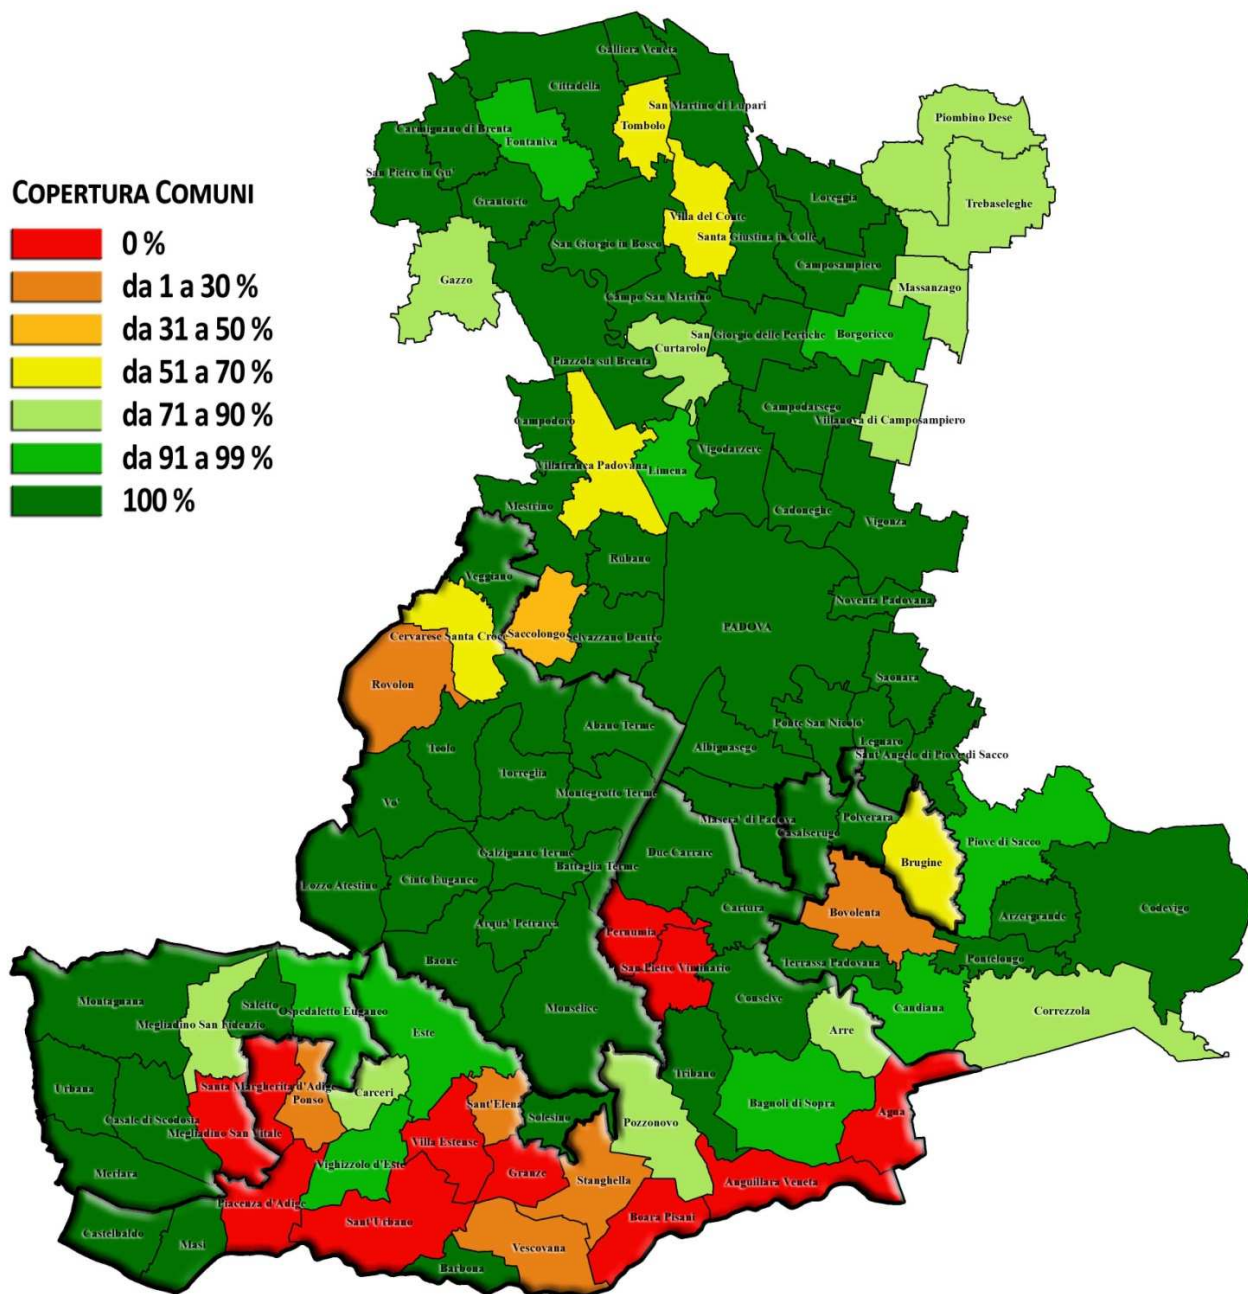 COPERTURA COMUNI
0 %
da 1 a 30 %
da 31 a 50 %
da 51 a 70 %
da 71 a 90 %
da 91 a 99 %
100 %
Galliera Veneta
Cittadella
San Martino di Lupari
Tombolo
Piombino Dese
Carmignano di Brenta
Fontaniva
San Pietro in Gu'
Grantorto
Loreggia
Trebaseleghe
Villa del Conte
Santa Giustina in Colle
San Giorgio in Bosco
Camposampiero
Gazzo
Massanzago
Campo San Martino
San Giorgio delle Pertiche
Borgoricco
Curtarolo
Piazzola sul Brenta
Campodarsego
Villanova di Camposampiero
Campodoro
Vigodarzere
Villafranca Padovana
Limena
Mestrino
Cadoneghe
Vigonza
Rubano
Veggiano
Noventa Padovana
PADOVA
Cervarese Santa Croce
Saccolongo
Selvazzano Dentro
Rovolon
Saonara
Abano Terme
Ponte San Nicolo'
Teolo
Albignasego
Legnaro
Sant'Angelo di Piove di Sacco
Torreglia
Montegrotto Terme
Vo'
Masera' di Padova
Casalserugo
Polverara
Piove di Sacco
Galzignano Terme
Due Carrare
Battaglia Terme
Brugine
Lozzo Atestino
Cinto Euganeo
Cartura
Bovolenta
Arzergrande
Codevigo
Arqua' Petrarca
Pernumia
Baone
San Pietro Viminario
Terrassa Padovana
Pontelongo
Montagnana
Saletto
Ospedaletto Euganeo
Monselice
Conselve
Candiana
Correzzola
Megliadino San Fidenzio
Este
Arre
Urbana
Santa Margherita d'Adige
Ponso
Carceri
Tribano
Casale di Scodosia
Megliadino San Vitale
Sant'Elena
Solesino
Pozzonovo
Bagnoli di Sopra
Agna
Villa Estense
Merlara
Vighizzolo d'Este
Granze
Stanghella
Anguillara Veneta
Piacenza d'Adige
Sant'Urbano
Boara Pisani
Castelbaldo
Masi
Vescovana
Barbona